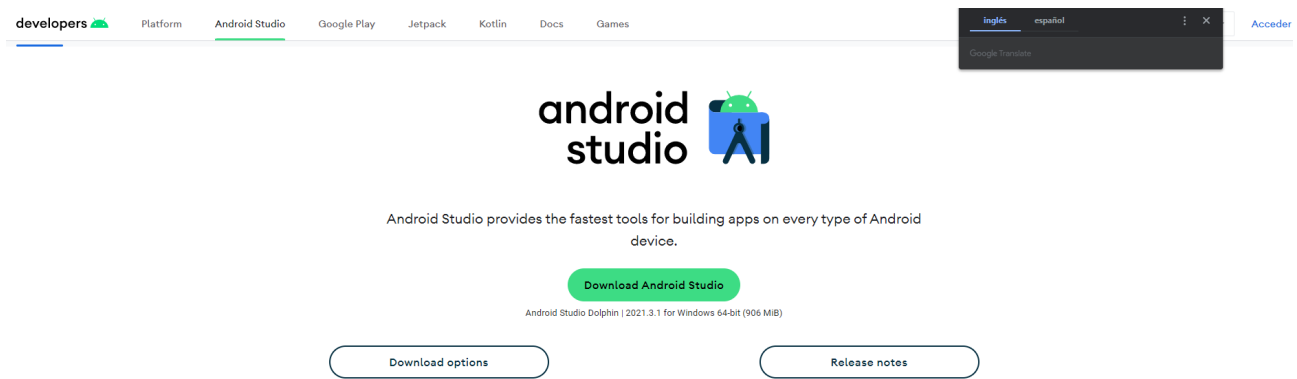 developers Platform Android Studio Google Play Jetpack Kotlin Docs Games Acceder
inglés español
Google Translate
android
studio
Android Studio provides the fastest tools for building apps on every type of Android
device.
Download Android Studio
Android Studio Dolphin | 2021.3.1 for Windows 64-bit (906 MiB)
Download options Release notes